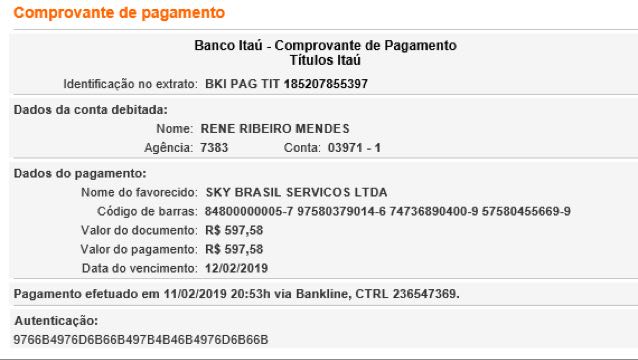 Comprovante de pagamento
Banco Itaú - Comprovante de Pagamento
Títulos Itaú
Identificação no extrato: BKI PAG TIT 185207855397
Dados da conta debitada:
Nome: RENE RIBEIRO MENDES
Agência: 7383 Conta: 03971 - 1
Dados do pagamento:
Nome do favorecido: SKY BRASIL SERVICOS LTDA
Código de barras: 84800000005-7 97580379014-6 74736890400-9 57580455669-9
Valor do documento: R$ 597,58
Valor do pagamento: R$ 597,58
Data do vencimento: 12/02/2019
Pagamento efetuado em 11/02/2019 20:53h via Bankline, CTRL 236547369.
Autenticação:
9766B4976D6B66B497B4B46B4976D6B66B